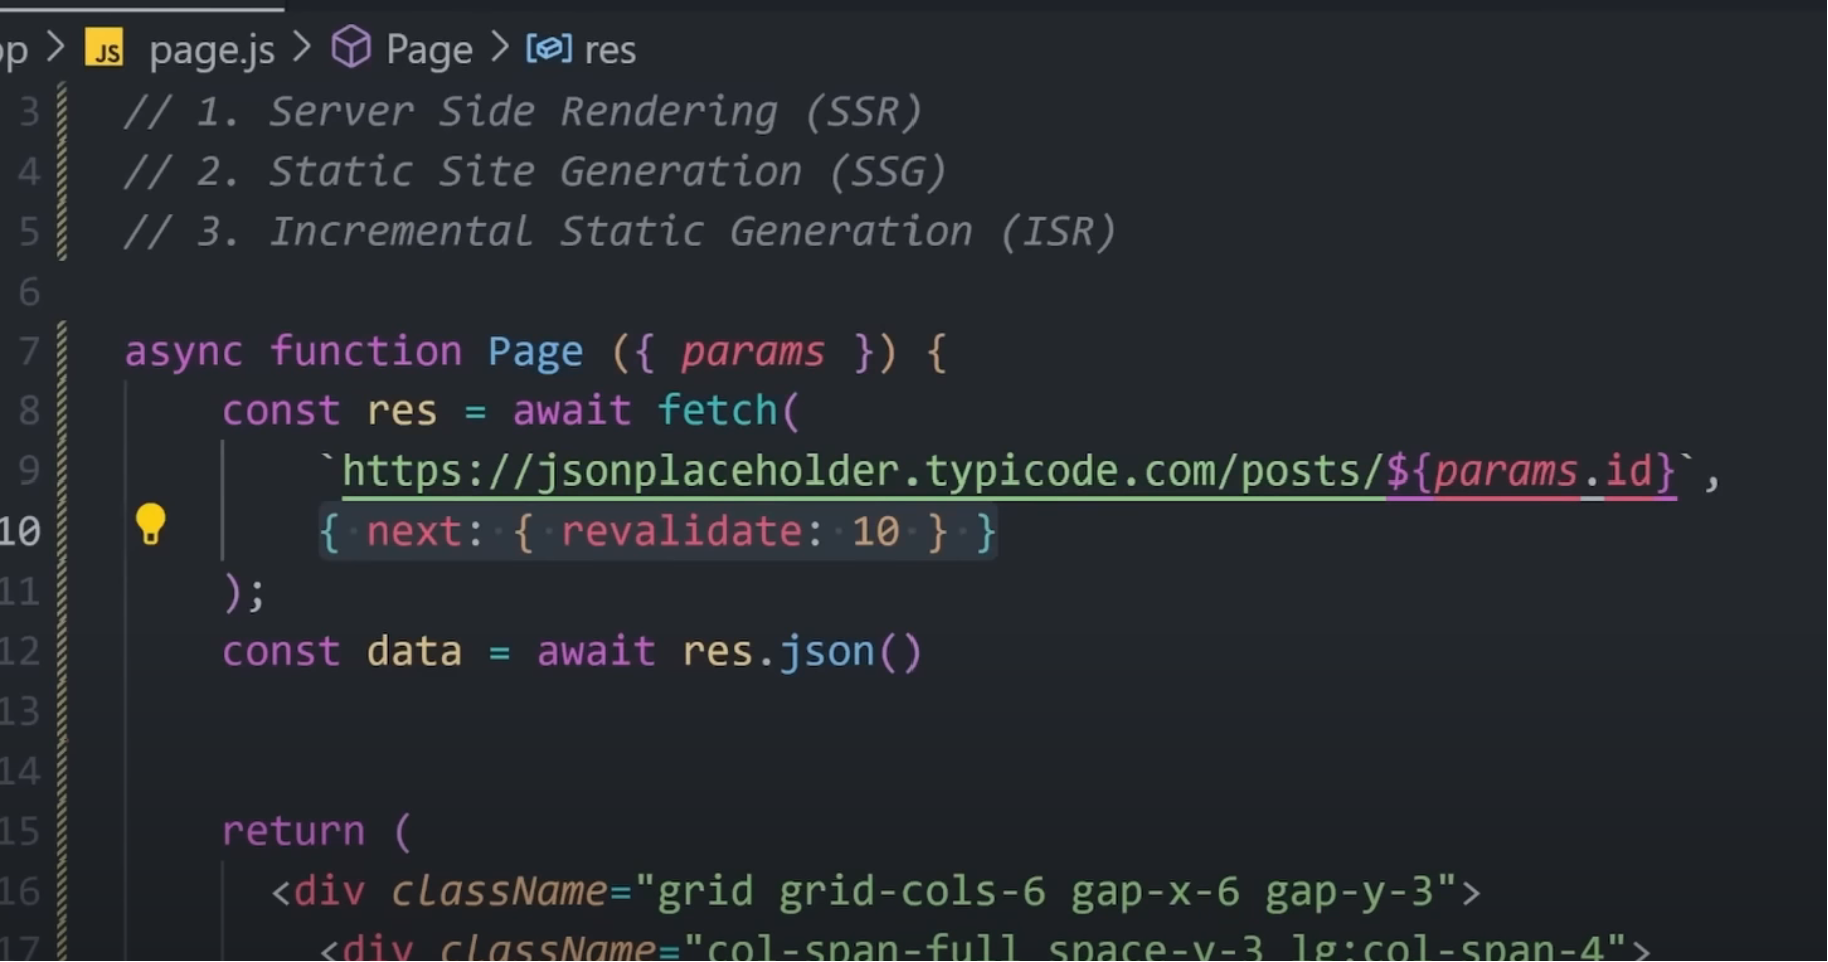 JS page.js > Page > res
3 // 1. Server Side Rendering (SSR)
4 // 2. Static Site Generation (SSG)
5 // 3. Incremental Static Generation (ISR)
6
7 async function Page ({ params }) {
8 const res = await fetch(
9 `https://jsonplaceholder.typicode.com/posts/${params.id}`,
10 { next: { revalidate: 10 } }
11 );
12 const data = await res.json()
13
14
15 return (
16 <div className="grid grid-cols-6 gap-x-6 gap-y-3">
17 <div className="col-span-full space-y-3 lg:col-span-4">